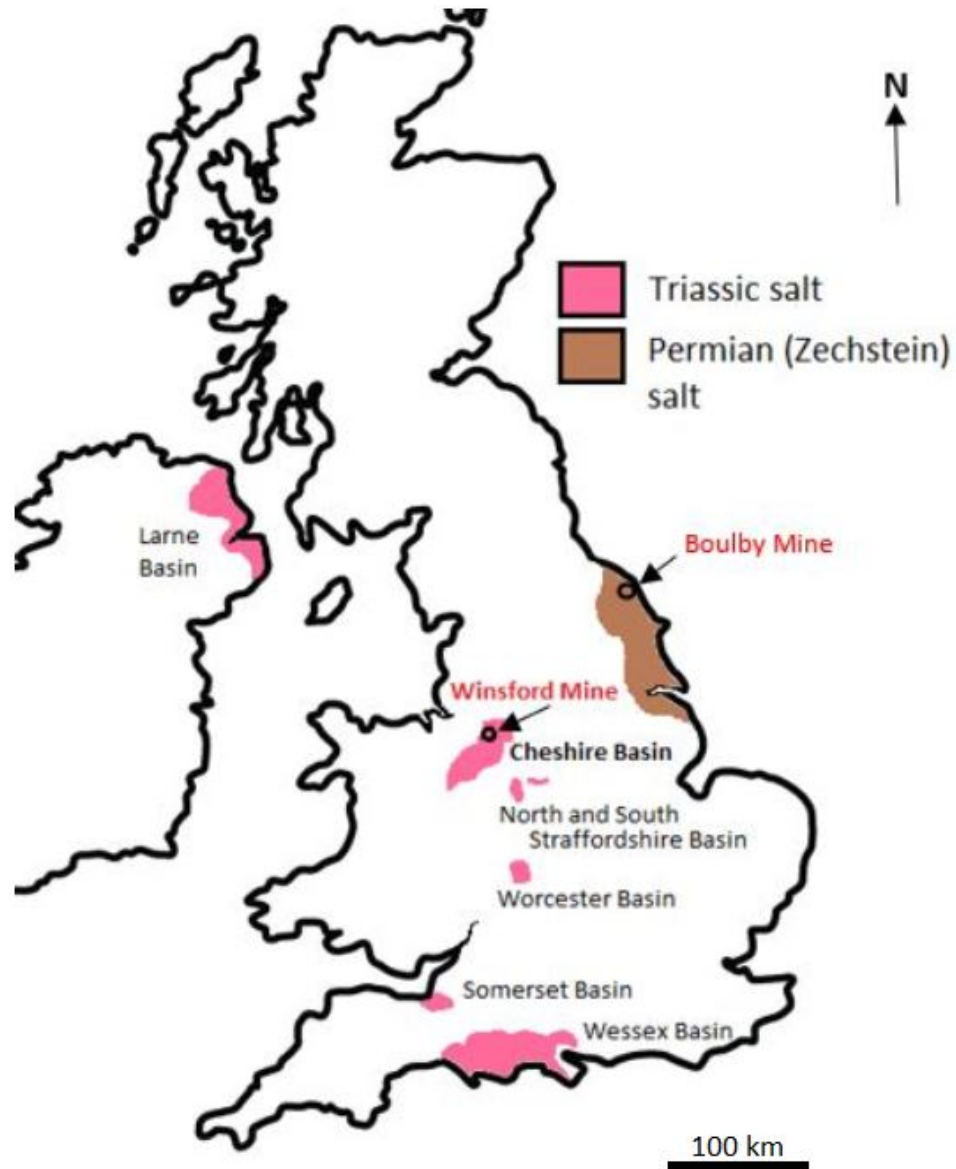 N
Triassic salt
Permian (Zechstein)
salt
Larne
Basin
Boulby Mine
Winsford Mine
Cheshire Basin
North and South
Straffordshire Basin
Worcester Basin
Somerset Basin
Wessex Basin
100 km